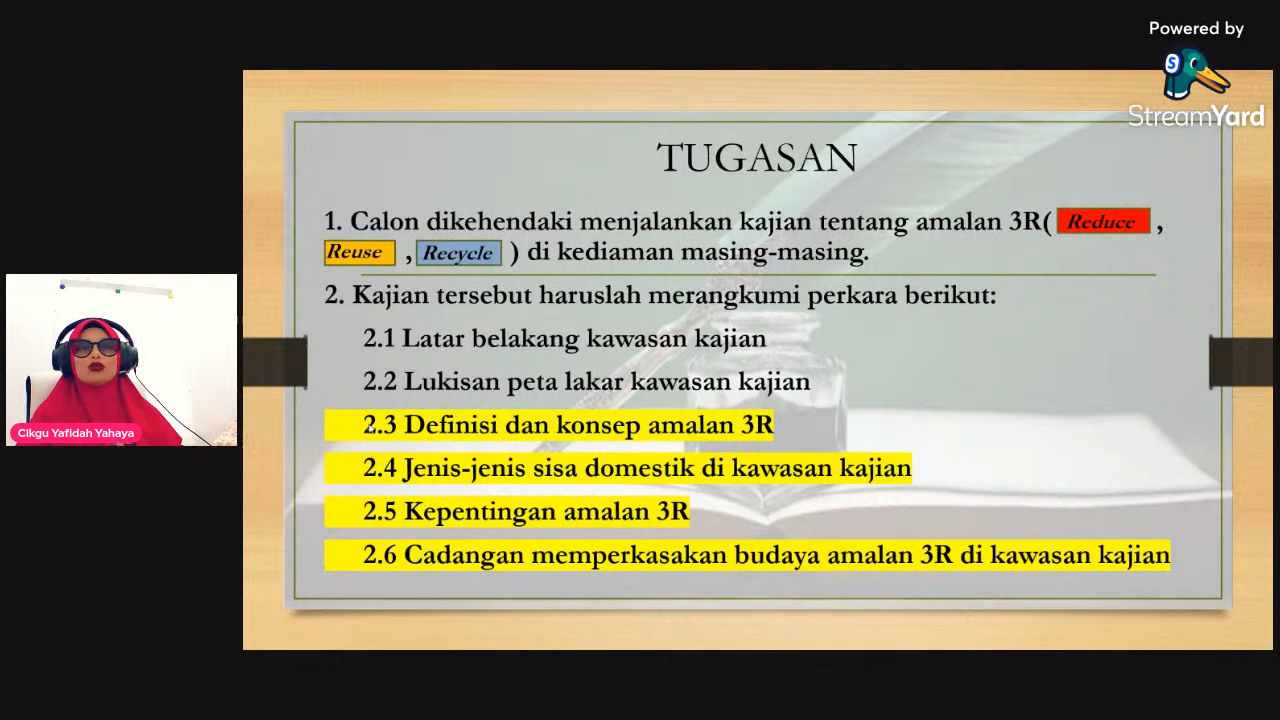 Powered by
S
StreamYard
TUGASAN
1. Calon dikehendaki menjalankan kajian tentang amalan 3R( Reduce ,
Reuse , Recycle ) di kediaman masing-masing.
2. Kajian tersebut haruslah merangkumi perkara berikut:
2.1 Latar belakang kawasan kajian
2.2 Lukisan peta lakar kawasan kajian
2.3 Definisi dan konsep amalan 3R
2.4 Jenis-jenis sisa domestik di kawasan kajian
2.5 Kepentingan amalan 3R
2.6 Cadangan memperkasakan budaya amalan 3R di kawasan kajian
Cikgu Yafidah Yahaya